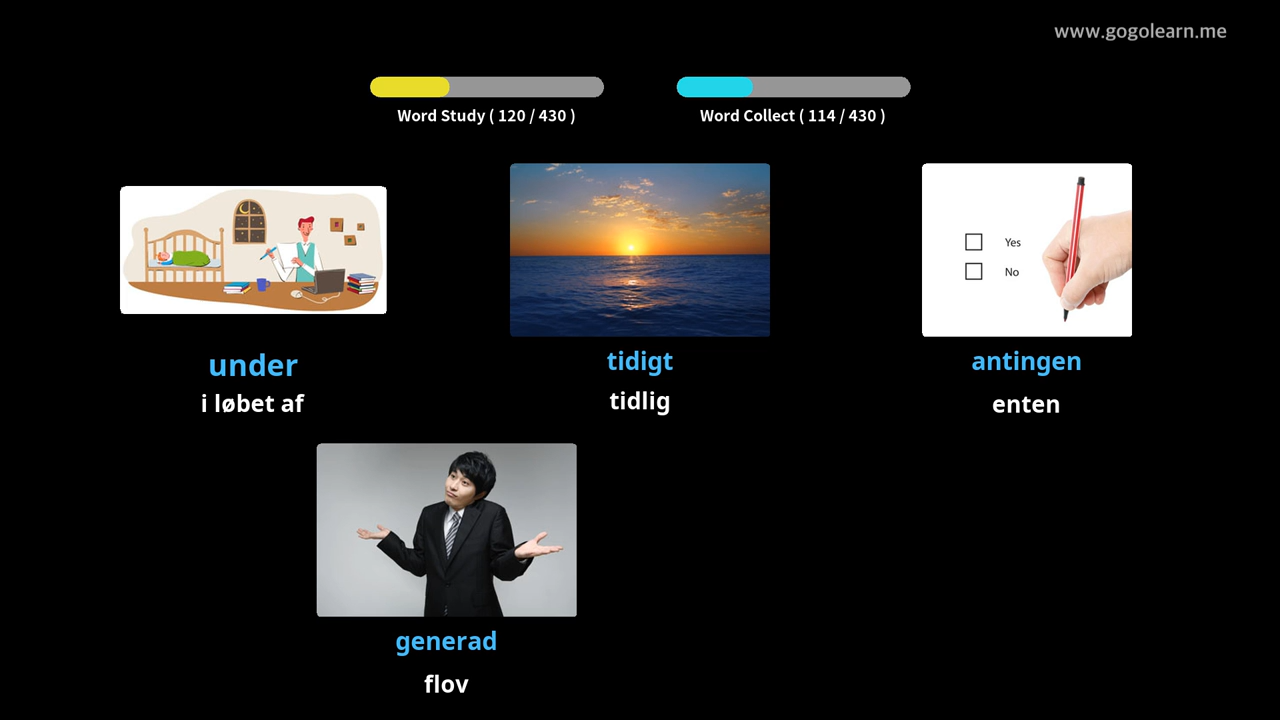 www.gogolearn.me
Word Study ( 120 / 430 )
Word Collect ( 114 / 430 )
Yes
No
under
i løbet af
tidigt
tidlig
antingen
enten
generad
flov